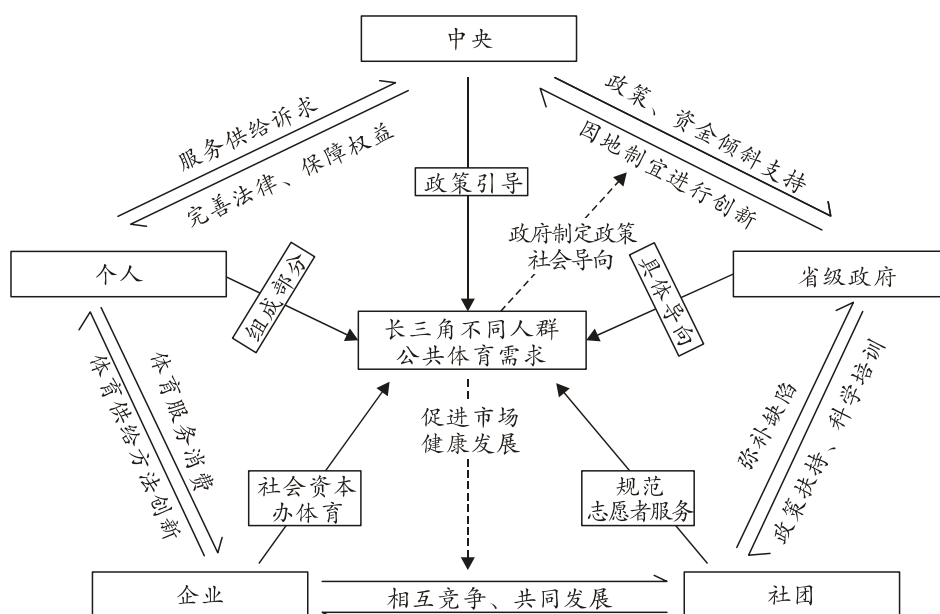 中央
服务供给诉求
完善法律、保障权益
政策、资金倾斜支持
因地制宜进行创新
政策引导
政府制定政策
社会导向
个人
组成部分
具体导向
省级政府
长三角不同人群
公共体育需求
体育服务消费
体育供给方法创新
促进市场
健康发展
弥补缺陷
政策扶持、科学培训
社会资本
办体育
规范
志愿者服务
企业
相互竞争、共同发展
社团